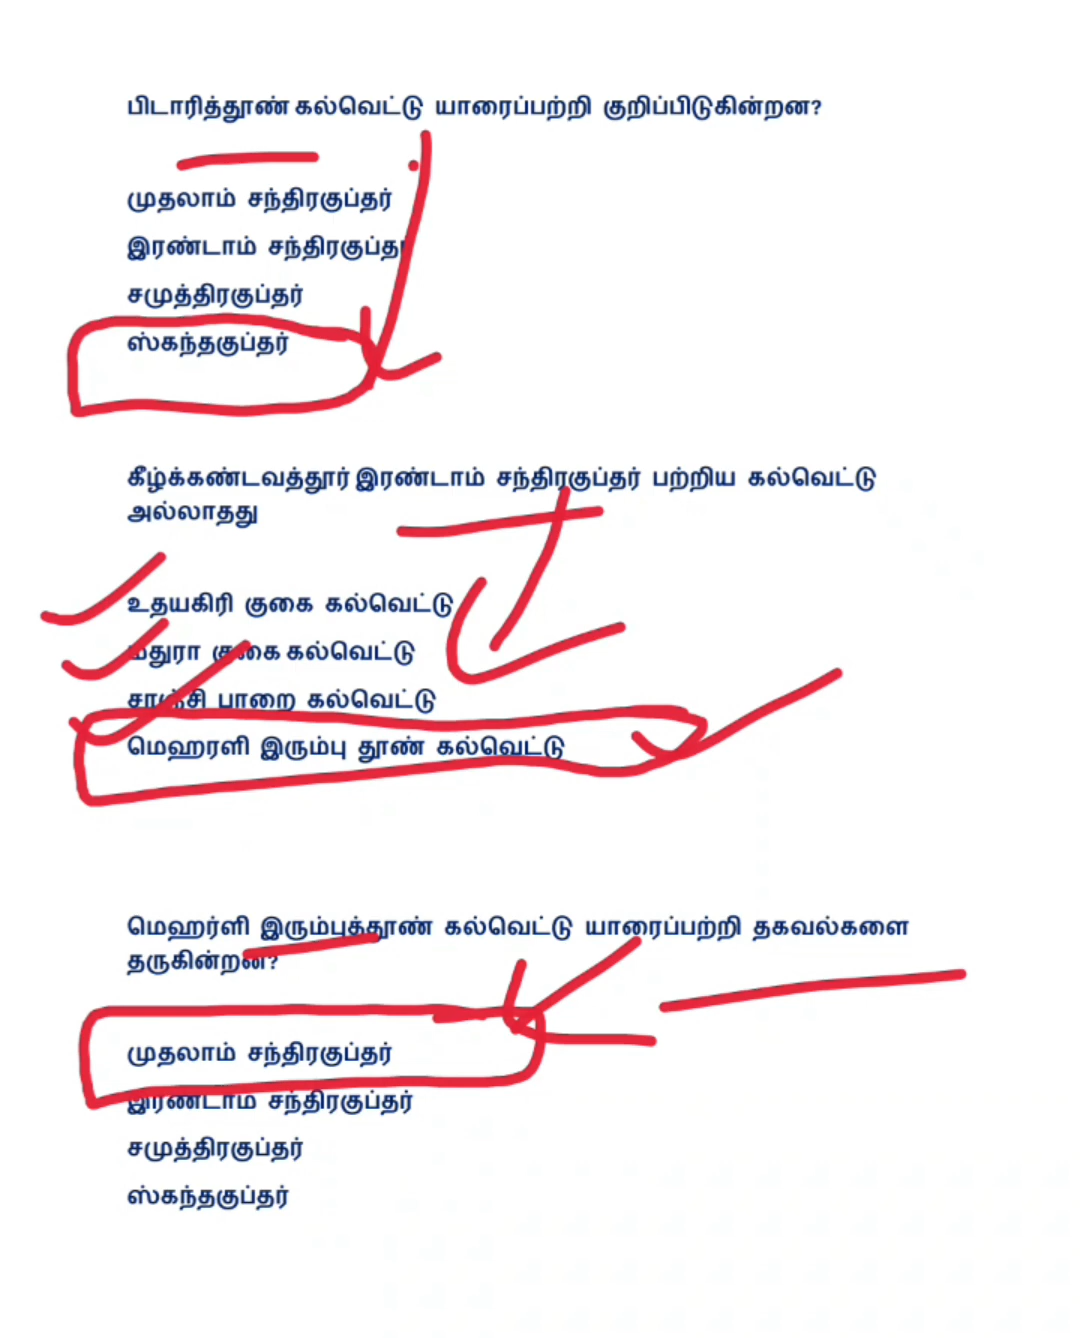 பிடாரித்தூண் கல்வெட்டு யாரைப்பற்றி குறிப்பிடுகின்றன?
முதலாம் சந்திரகுப்தர்
இரண்டாம் சந்திரகுப்தர்
சமுத்திரகுப்தர்
ஸ்கந்தகுப்தர்
கீழ்க்கண்டவத்தூர் இரண்டாம் சந்திரகுப்தர் பற்றிய கல்வெட்டு
அல்லாதது
உதயகிரி குகை கல்வெட்டு
மதுரா குகை கல்வெட்டு
சாஞ்சி பாறை கல்வெட்டு
மெஹரளி இரும்பு தூண் கல்வெட்டு
மெஹர்ளி இரும்புத்தூண் கல்வெட்டு யாரைப்பற்றி தகவல்களை
தருகின்றன?
முதலாம் சந்திரகுப்தர்
இரண்டாம் சந்திரகுப்தர்
சமுத்திரகுப்தர்
ஸ்கந்தகுப்தர்